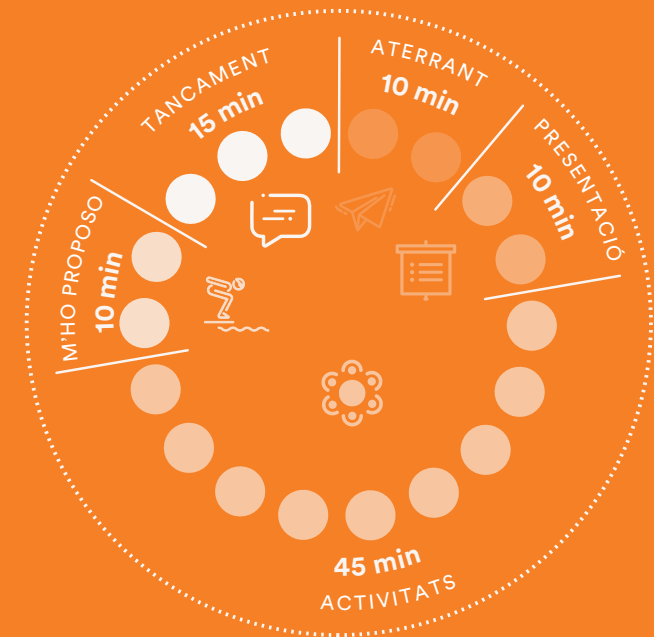 ATERRANT
10 min
PRESENTACIÓ
10 min
45 min
ACTIVITATS
M'HO PROPOSO
10 min
TANCAMENT
15 min